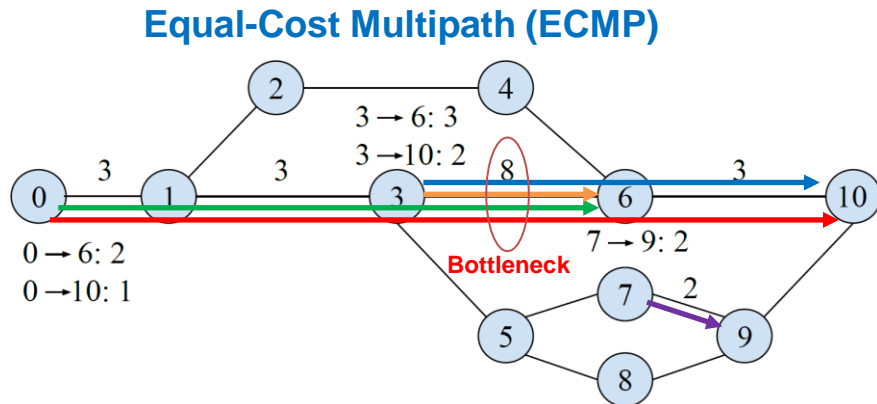 Equal-Cost Multipath (ECMP)
2
4
3 → 6: 3
3 → 10: 2
3
3
8
3
0
1
3
6
10
0 → 6: 2
0 → 10: 1
Bottleneck
7 → 9: 2
7
2
5
9
8